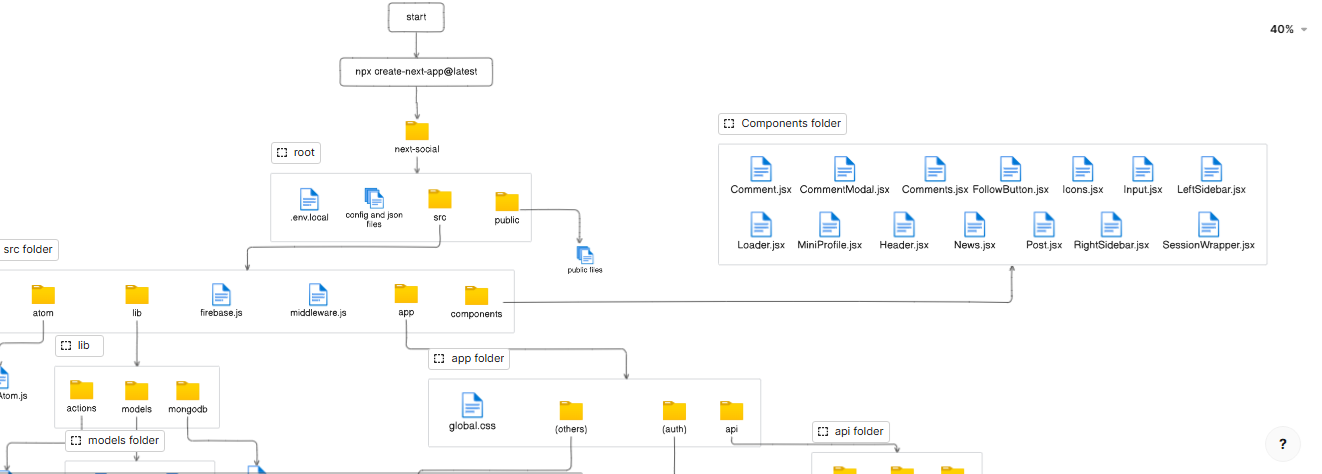 start
40%
npx create-next-app@latest
Components folder
next-social
root
Comment.jsx CommentModal.jsx Comments.jsx FollowButton.jsx Icons.jsx Input.jsx LeftSidebar.jsx
.env.local
config and json
files
src
public
Loader.jsx MiniProfile.jsx Header.jsx News.jsx Post.jsx RightSidebar.jsx SessionWrapper.jsx
src folder
public files
atom lib firebase.js middleware.js app components
lib
app folder
Atom.js
actions models mongodb
global.css (others) (auth) api
models folder
api folder
?